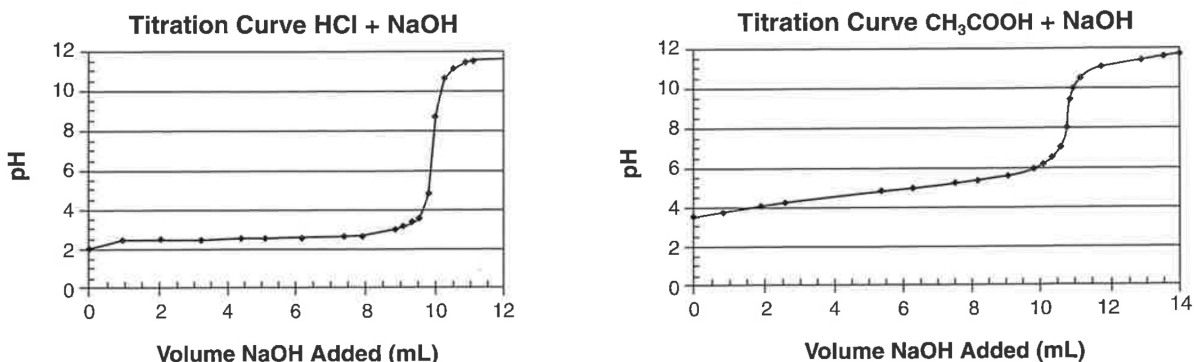 Titration Curve HCl + NaOH
12
10
8
6
4
2
0
pH
0 2 4 6 8 10 12
Volume NaOH Added (mL)
Titration Curve CH₃COOH + NaOH
12
10
8
6
4
2
0
pH
0 2 4 6 8 10 12 14
Volume NaOH Added (mL)